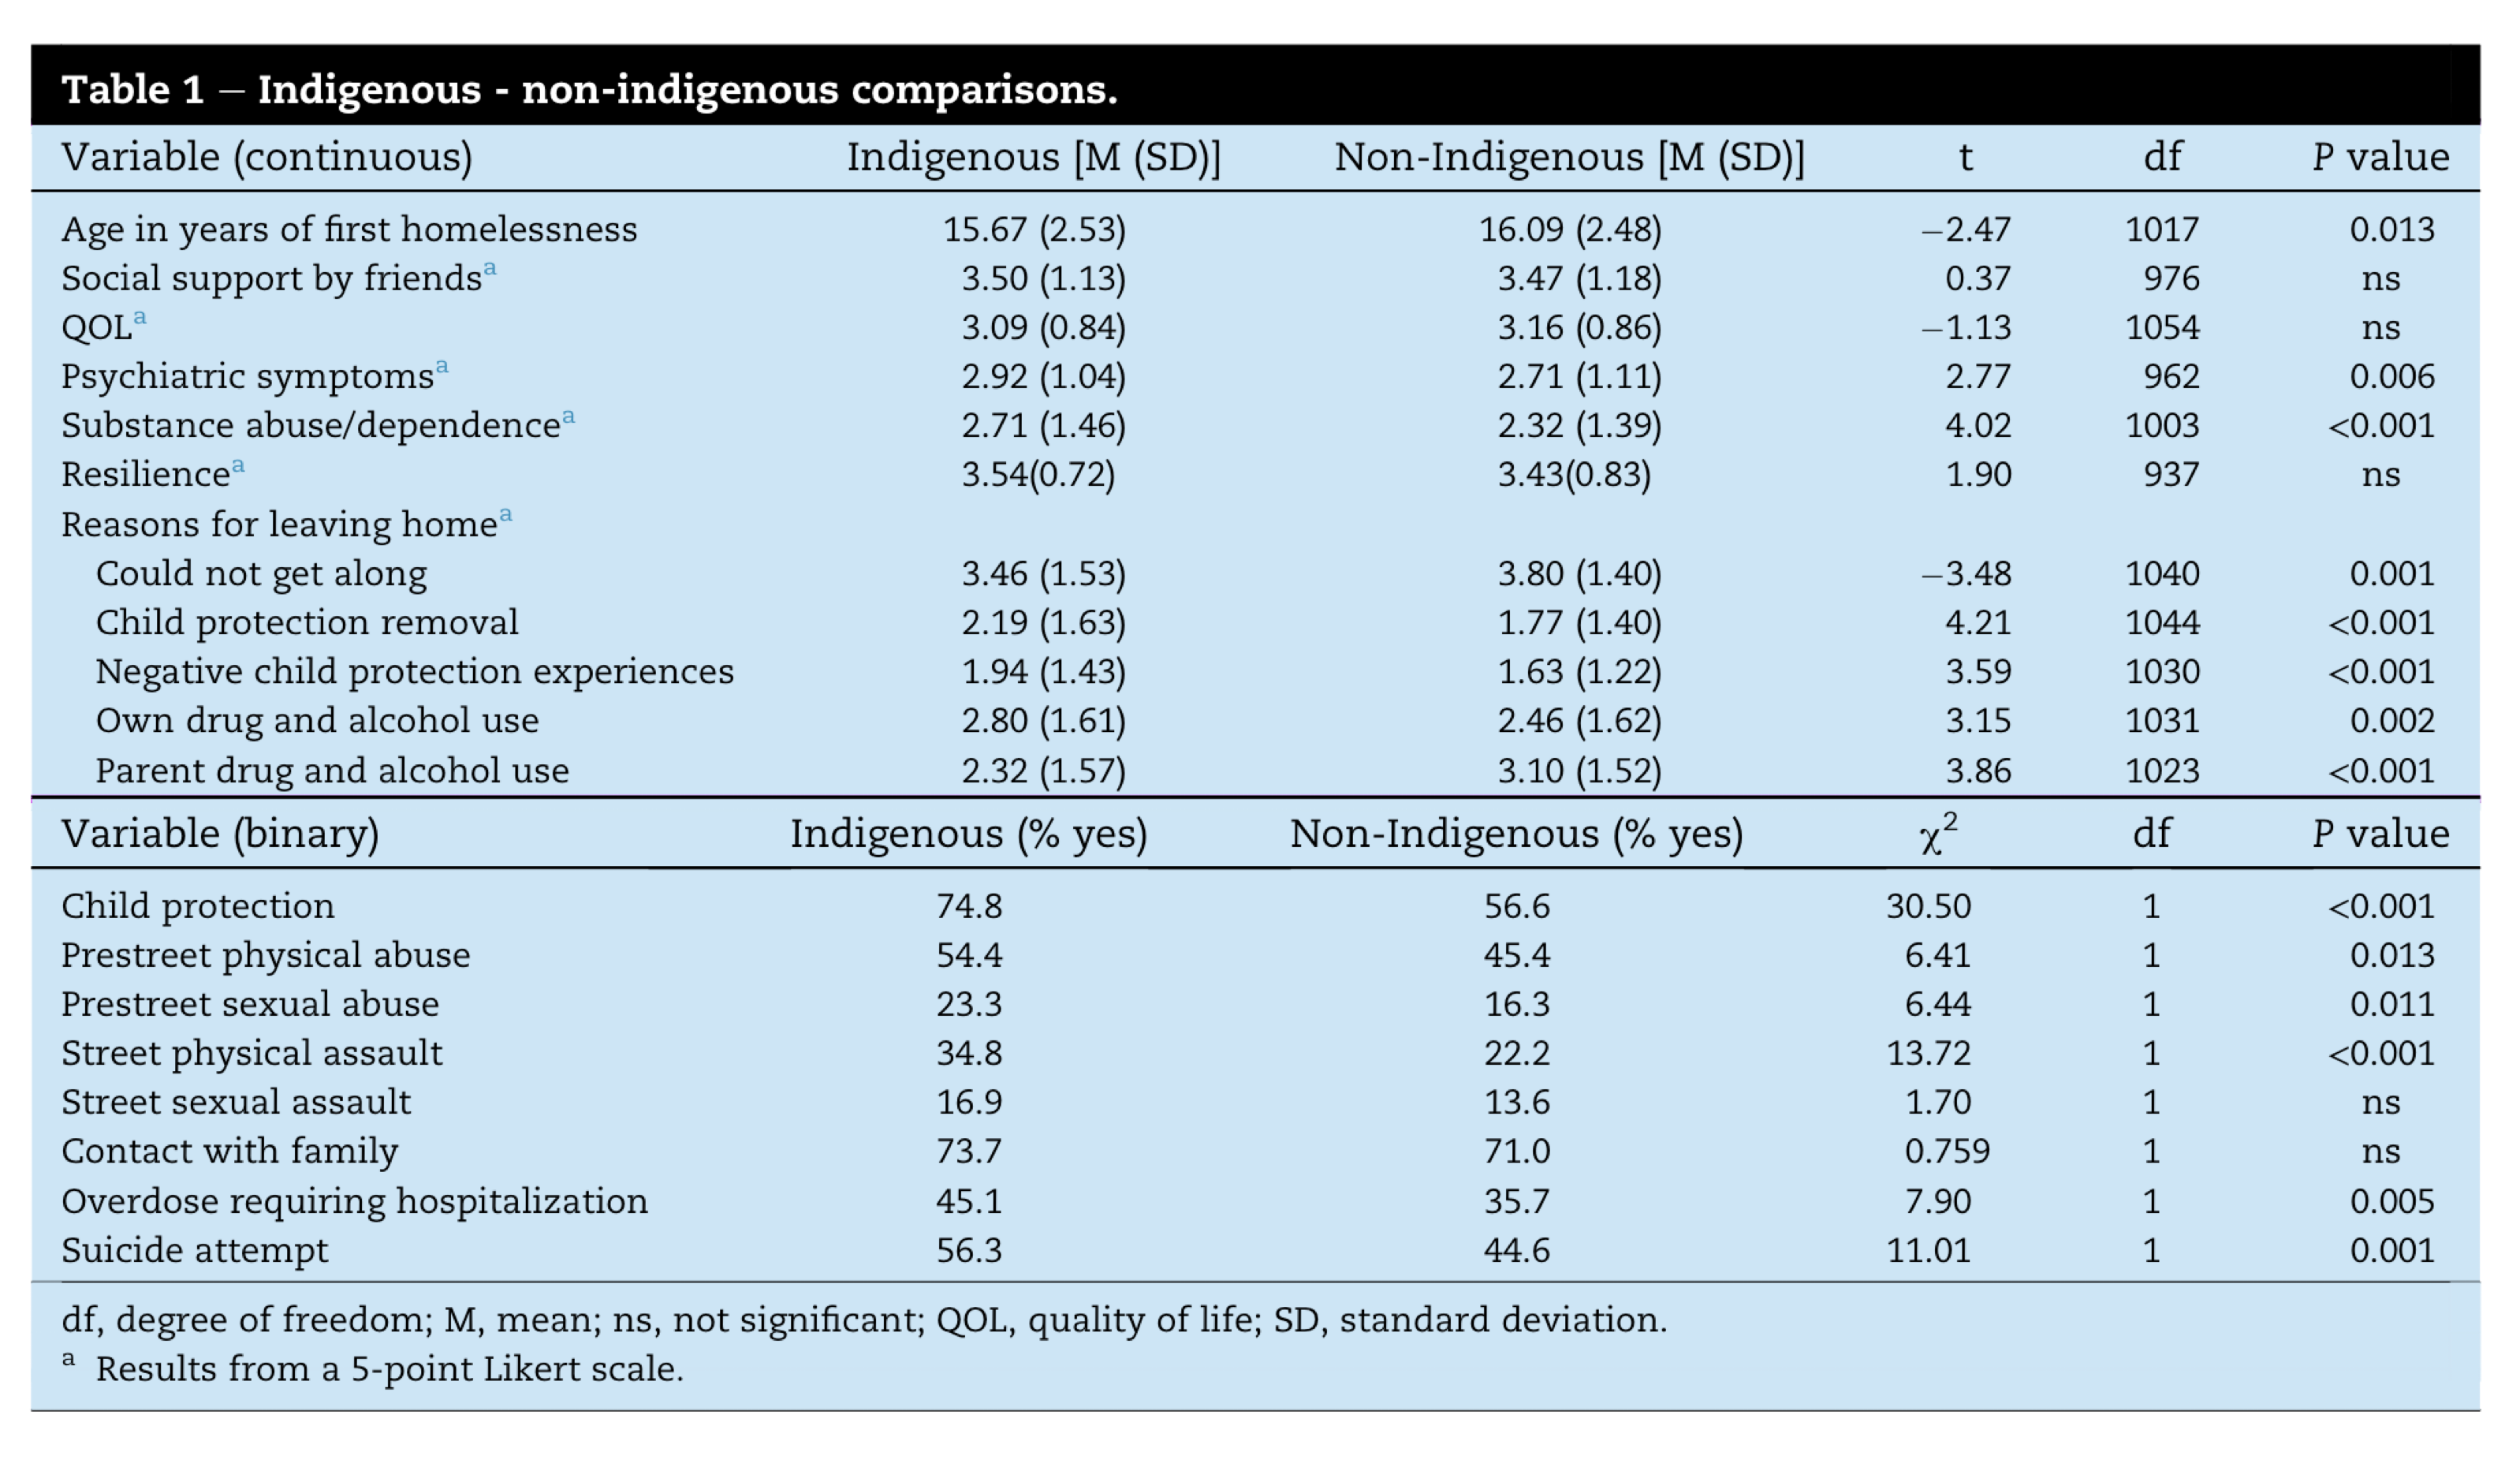 Table 1 – Indigenous - non-indigenous comparisons.
Variable (continuous) Indigenous [M (SD)] Non-Indigenous [M (SD)] t df P value
Age in years of first homelessness 15.67 (2.53) 16.09 (2.48) −2.47 1017 0.013
Social support by friendsᵃ 3.50 (1.13) 3.47 (1.18) 0.37 976 ns
QOLᵃ 3.09 (0.84) 3.16 (0.86) −1.13 1054 ns
Psychiatric symptomsᵃ 2.92 (1.04) 2.71 (1.11) 2.77 962 0.006
Substance abuse/dependenceᵃ 2.71 (1.46) 2.32 (1.39) 4.02 1003 <0.001
Resilienceᵃ 3.54(0.72) 3.43(0.83) 1.90 937 ns
Reasons for leaving homeᵃ
Could not get along 3.46 (1.53) 3.80 (1.40) −3.48 1040 0.001
Child protection removal 2.19 (1.63) 1.77 (1.40) 4.21 1044 <0.001
Negative child protection experiences 1.94 (1.43) 1.63 (1.22) 3.59 1030 <0.001
Own drug and alcohol use 2.80 (1.61) 2.46 (1.62) 3.15 1031 0.002
Parent drug and alcohol use 2.32 (1.57) 3.10 (1.52) 3.86 1023 <0.001
Variable (binary) Indigenous (% yes) Non-Indigenous (% yes) χ² df P value
Child protection 74.8 56.6 30.50 1 <0.001
Prestreet physical abuse 54.4 45.4 6.41 1 0.013
Prestreet sexual abuse 23.3 16.3 6.44 1 0.011
Street physical assault 34.8 22.2 13.72 1 <0.001
Street sexual assault 16.9 13.6 1.70 1 ns
Contact with family 73.7 71.0 0.759 1 ns
Overdose requiring hospitalization 45.1 35.7 7.90 1 0.005
Suicide attempt 56.3 44.6 11.01 1 0.001
df, degree of freedom; M, mean; ns, not significant; QOL, quality of life; SD, standard deviation.
ᵃ Results from a 5-point Likert scale.